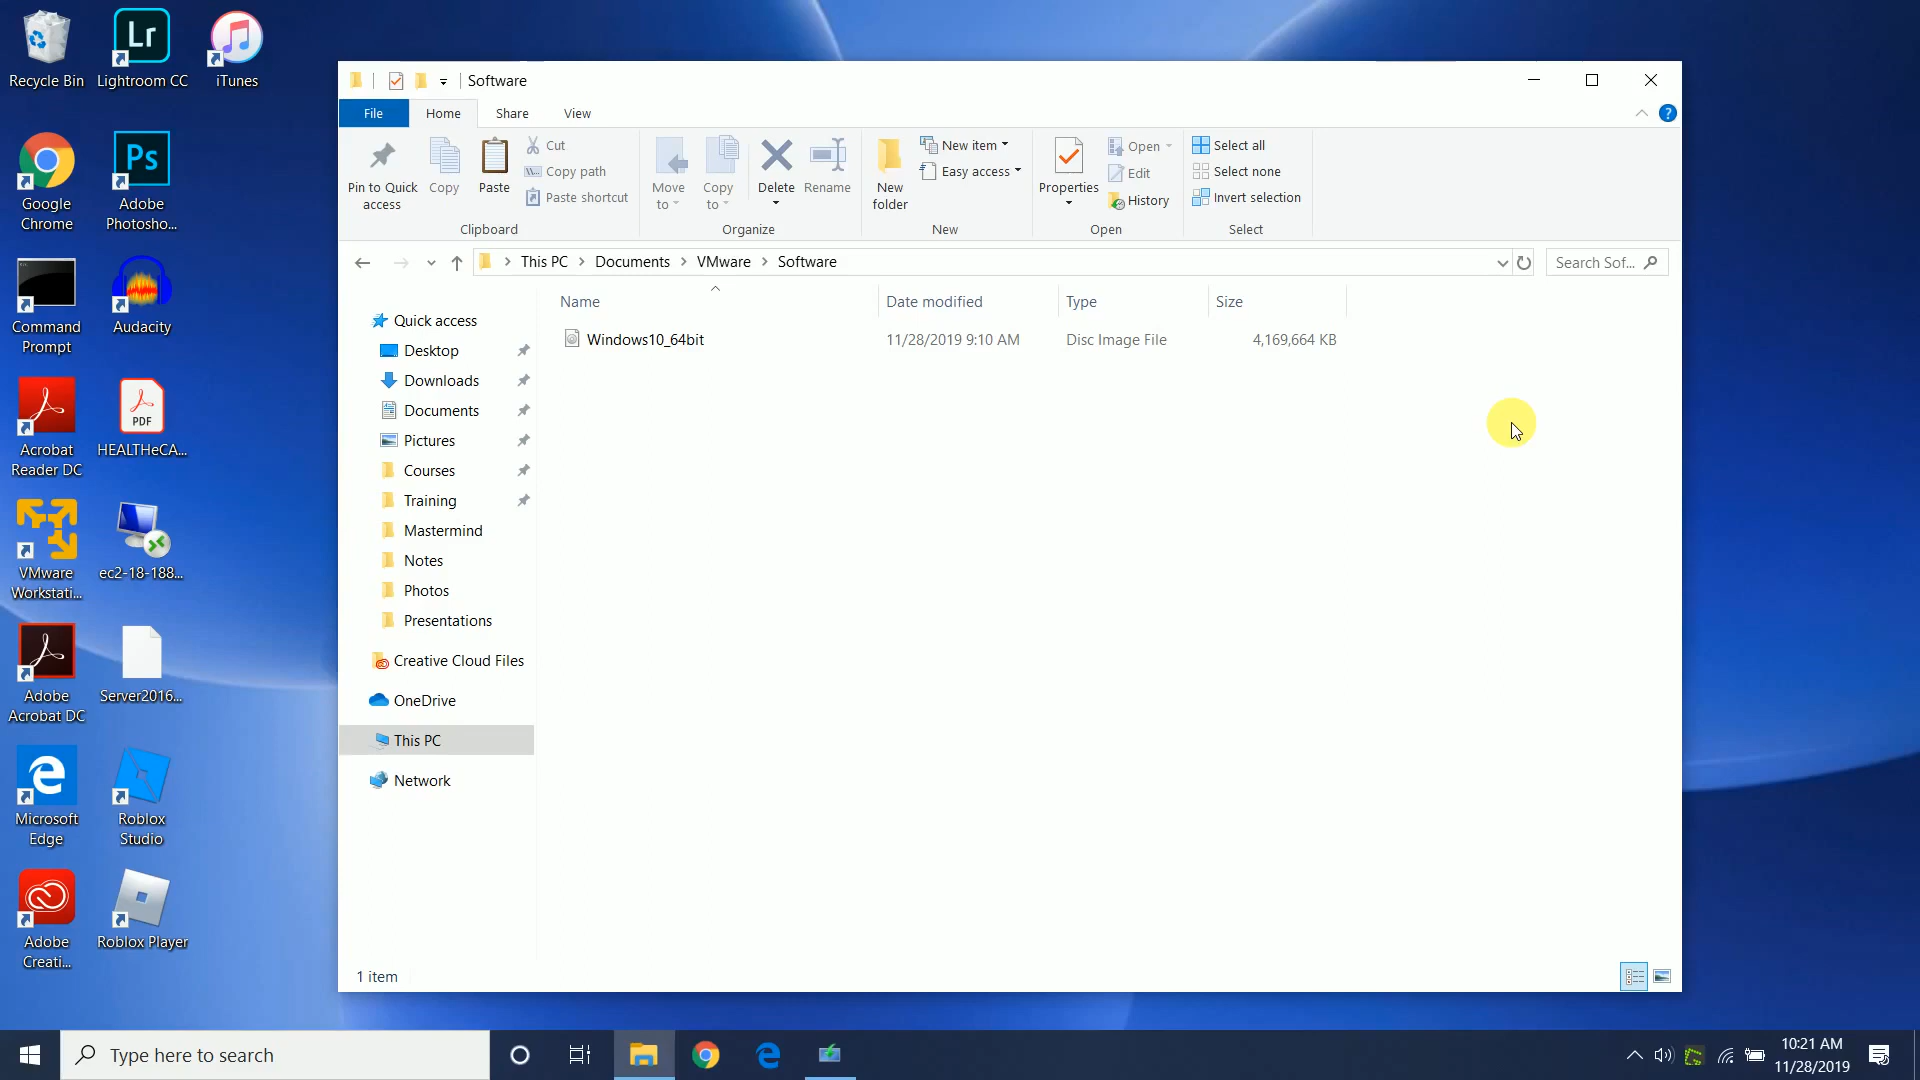 Recycle Bin
Lightroom CC
iTunes
Google
Chrome
Adobe
Photosho...
Command
Prompt
Audacity
Acrobat
Reader DC
PDF
HEALTHeCA...
VMware
Workstati...
ec2-18-188...
Adobe
Acrobat DC
Server2016...
Microsoft
Edge
Roblox
Studio
Adobe
Creati...
Roblox Player
Lr
Ps
Software
File
Home
Share
View
?
Pin to Quick
access
Copy
Paste
Cut
Copy path
Paste shortcut
Clipboard
Move
to
Copy
to
Delete
Rename
Organize
New
folder
New item
Easy access
New
Properties
Open
Edit
History
Open
Select all
Select none
Invert selection
Select
This PC
Documents
VMware
Software
Search Sof...
Name
Date modified
Type
Size
Windows10_64bit
11/28/2019 9:10 AM
Disc Image File
4,169,664 KB
Quick access
Desktop
Downloads
Documents
Pictures
Courses
Training
Mastermind
Notes
Photos
Presentations
Creative Cloud Files
OneDrive
This PC
Network
1 item
Type here to search
10:21 AM
11/28/2019